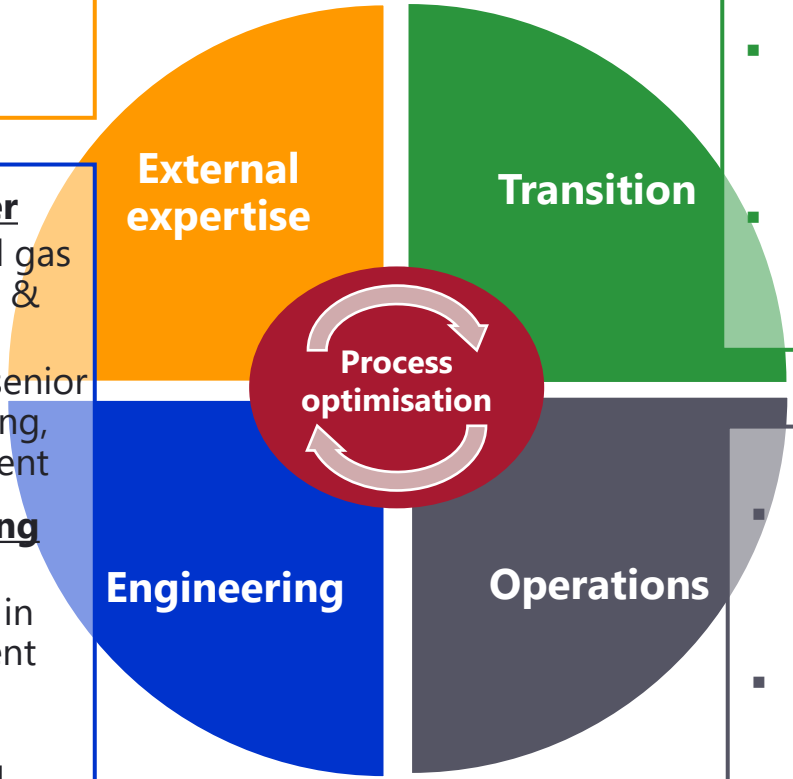 External
expertise
Transition
er
l gas
&
senior
ng,
ent
ng
in
ent
Process
optimisation
Engineering
Operations